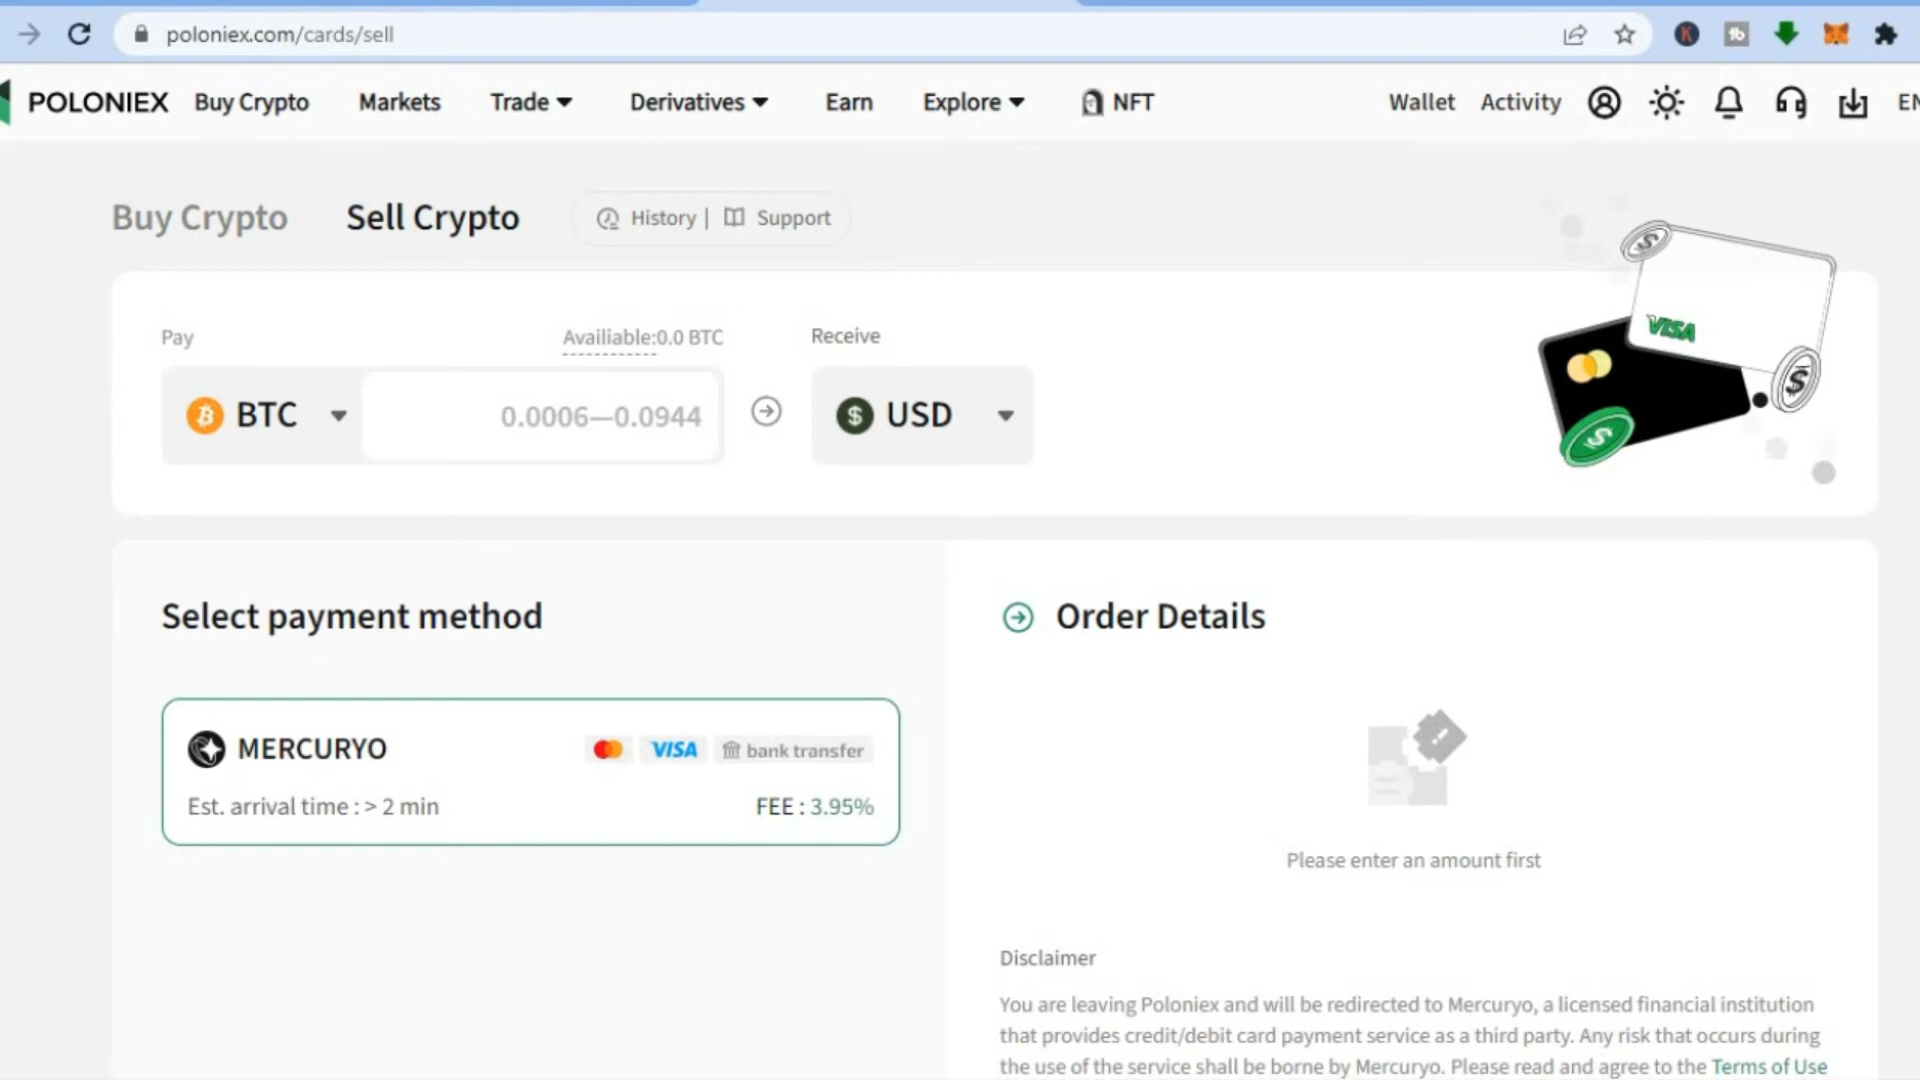 poloniex.com/cards/sell
POLONIEX Buy Crypto Markets Trade Derivatives Earn Explore NFT Wallet Activity EN
Buy Crypto Sell Crypto History | Support
Pay Availiable:0.0 BTC Receive
BTC 0.0006—0.0944 USD
VISA
Select payment method
Order Details
MERCURYO VISA bank transfer
Est. arrival time : > 2 min FEE : 3.95%
Please enter an amount first
Disclaimer
You are leaving Poloniex and will be redirected to Mercuryo, a licensed financial institution
that provides credit/debit card payment service as a third party. Any risk that occurs during
the use of the service shall be borne by Mercuryo. Please read and agree to the Terms of Use